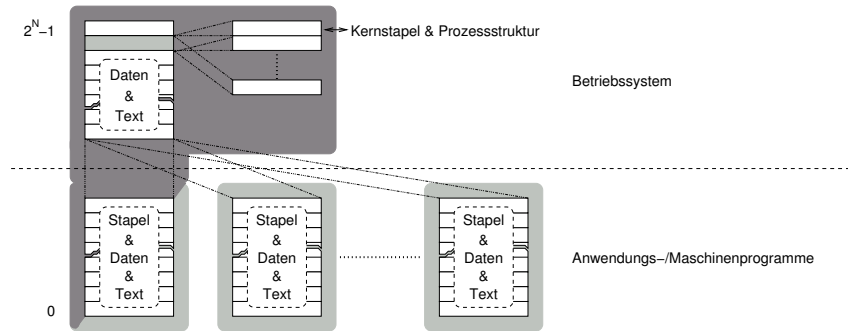 2^N−1
Kernstapel & Prozessstruktur
Daten
&
Text
Betriebssystem
Stapel
&
Daten
&
Text
Stapel
&
Daten
&
Text
Stapel
&
Daten
&
Text
Anwendungs−/Maschinenprogramme
0